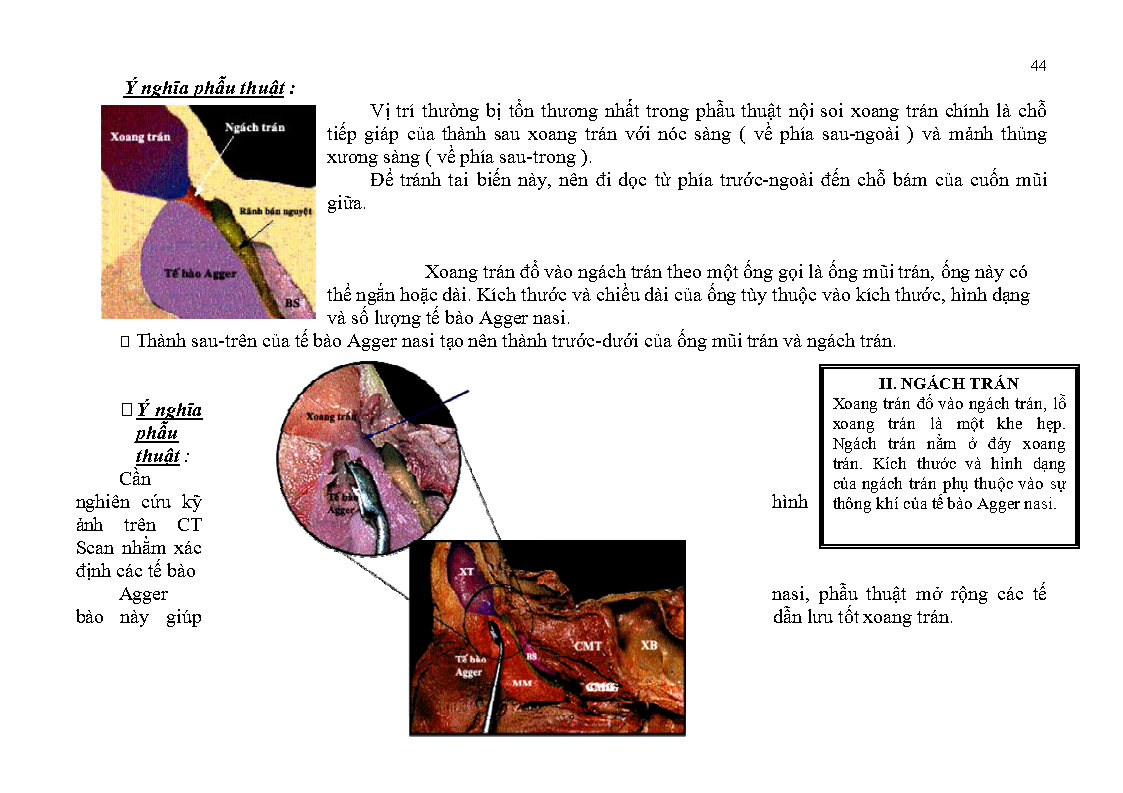 44
Ý nghĩa phẫu thuật :
Vị trí thường bị tổn thương nhất trong phẫu thuật nội soi xoang trán chính là chỗ
tiếp giáp của thành sau xoang trán với nóc sàng ( về phía sau-ngoài ) và mảnh thủng
xương sàng ( về phía sau-trong ).
Để tránh tai biến này, nên đi dọc từ phía trước-ngoài đến chỗ bám của cuốn mũi
giữa.
Xoang trán
Ngách trán
Rãnh bán nguyệt
Tế bào Agger
BS
Xoang trán đổ vào ngách trán theo một ống gọi là ống mũi trán, ống này có
thể ngắn hoặc dài. Kích thước và chiều dài của ống tùy thuộc vào kích thước, hình dạng
và số lượng tế bào Agger nasi.
Thành sau-trên của tế bào Agger nasi tạo nên thành trước-dưới của ống mũi trán và ngách trán.
II. NGÁCH TRÁN
Xoang trán đổ vào ngách trán, lỗ
xoang trán là một khe hẹp.
Ngách trán nằm ở đáy xoang
trán. Kích thước và hình dạng
của ngách trán phụ thuộc vào sự
thông khí của tế bào Agger nasi.
Ý nghĩa
phẫu
thuật :
Cần
nghiên cứu kỹ hình
ảnh trên CT
Scan nhằm xác
định các tế bào
Agger nasi, phẫu thuật mở rộng các tế
bào này giúp dẫn lưu tốt xoang trán.
Xoang trán
Tế bào
Agger
XT
Tế bào
Agger
BS
MM
CMT
XB